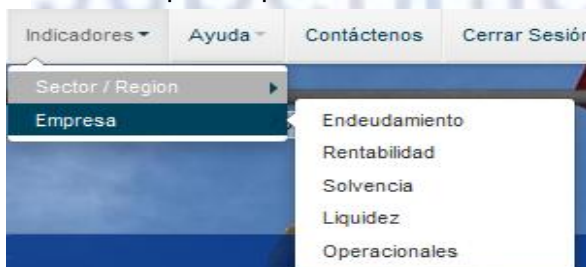 Indicadores Ayuda Contáctenos Cerrar Sesión
Sector / Region
Empresa
Endeudamiento
Rentabilidad
Solvencia
Liquidez
Operacionales